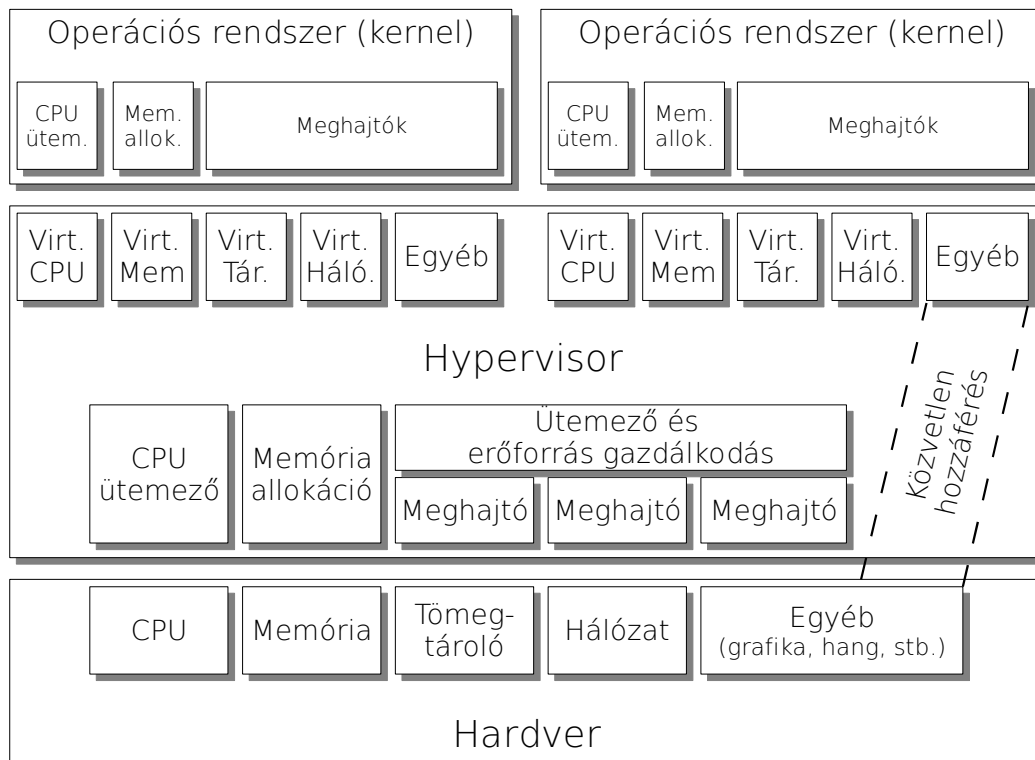 Operációs rendszer (kernel)
CPU
ütem.
Mem.
allok.
Meghajtók
Operációs rendszer (kernel)
CPU
ütem.
Mem.
allok.
Meghajtók
Virt.
CPU
Virt.
Mem
Virt.
Tár.
Virt.
Háló.
Egyéb
Virt.
CPU
Virt.
Mem
Virt.
Tár.
Virt.
Háló.
Egyéb
Hypervisor
Közvetlen
hozzáférés
CPU
ütemező
Memória
allokáció
Ütemező és
erőforrás gazdálkodás
Meghajtó
Meghajtó
Meghajtó
CPU
Memória
Tömeg-
tároló
Hálózat
Egyéb
(grafika, hang, stb.)
Hardver